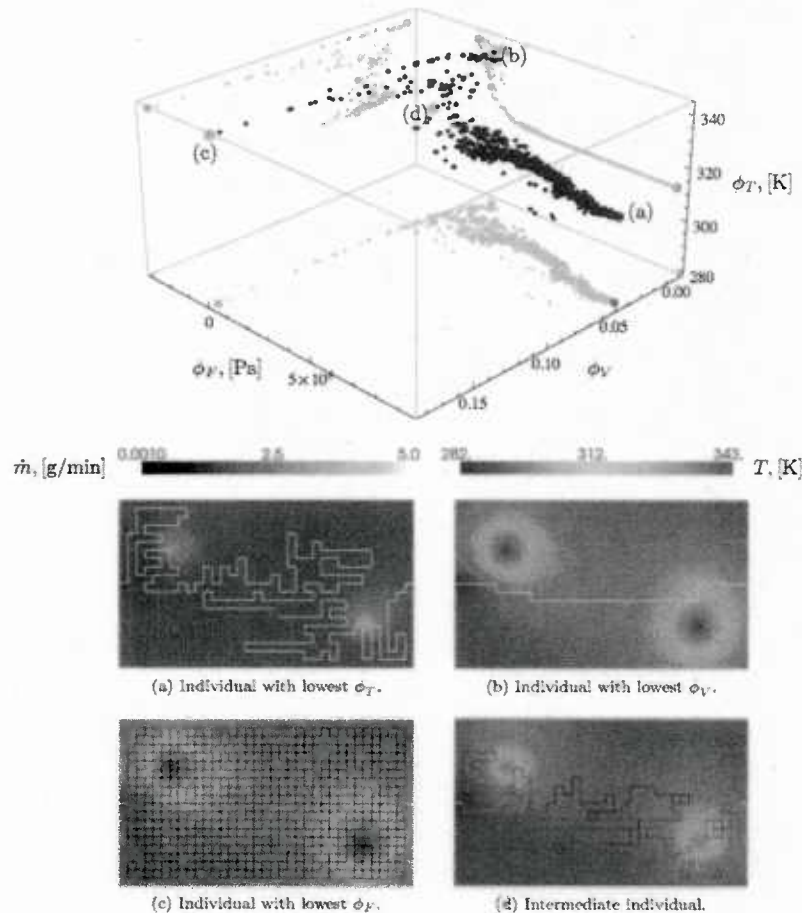 (b)
(d)
(c)
(a)
340
320
300
280
ϕ_T, [K]
0.00
0.05
0.10
0.15
ϕ_V
0
ϕ_F, [Pa]
ṁ, [g/min]
0.0010
2.5
5.0
282.
312.
343.
T, [K]
(a) Individual with lowest ϕ_T.
(b) Individual with lowest ϕ_V.
(c) Individual with lowest ϕ_F.
(d) Intermediate individual.